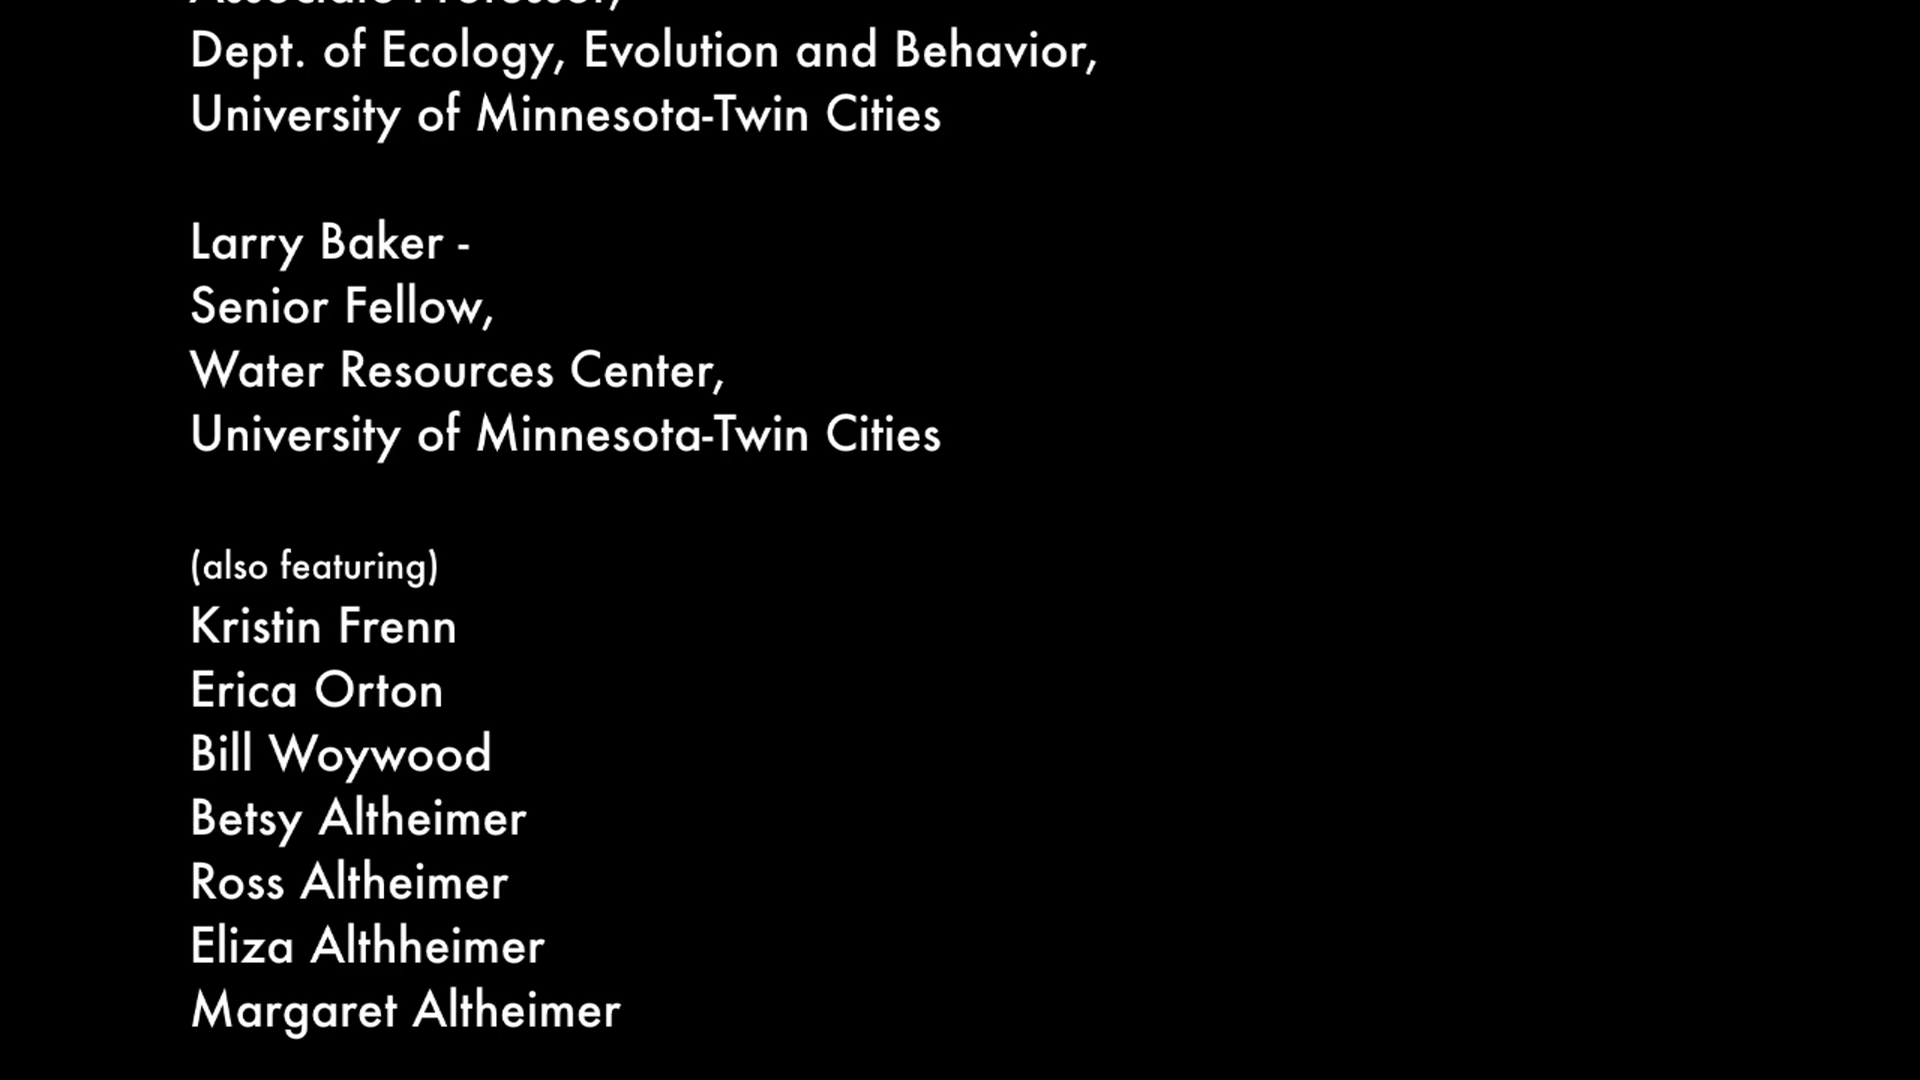 Associate Professor,
Dept. of Ecology, Evolution and Behavior,
University of Minnesota-Twin Cities
Larry Baker -
Senior Fellow,
Water Resources Center,
University of Minnesota-Twin Cities
(also featuring)
Kristin Frenn
Erica Orton
Bill Woywood
Betsy Altheimer
Ross Altheimer
Eliza Althheimer
Margaret Altheimer